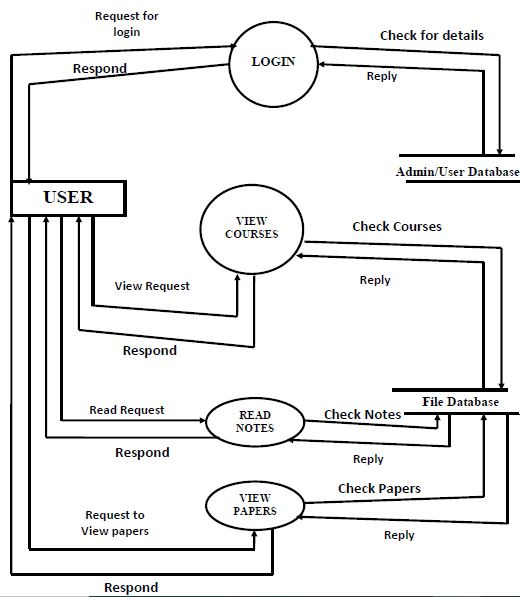 Request for
login
Check for details
LOGIN
Respond
Reply
Admin/User Database
USER
VIEW
COURSES
Check Courses
View Request
Reply
Respond
File Database
Read Request
READ
NOTES
Check Notes
Respond
Reply
VIEW
PAPERS
Check Papers
Request to
View papers
Reply
Respond